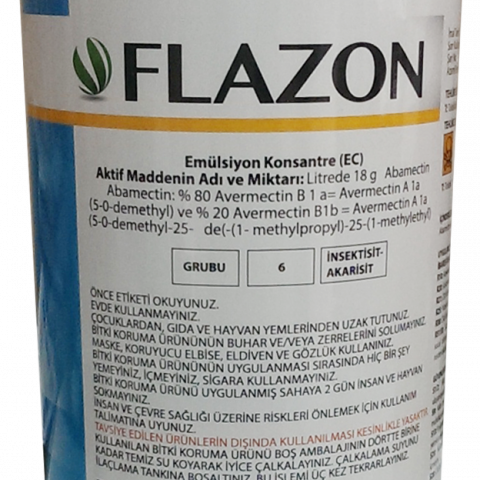 FLAZON
Emülsiyon Konsantre (EC)
Aktif Maddenin Adı ve Miktarı: Litrede 18 g Abamectin
Abamectin: % 80 Avermectin B 1 a= Avermectin A 1a
(5-0-demethyl) ve % 20 Avermectin B1b = Avermectin A 1a
(5-0-demethyl-25- de(-(1- methylpropyl)-25-(1-methylethyl)
GRUBU 6 İNSEKTİSİT-
AKARİSİT
ÖNCE ETİKETİ OKUYUNUZ.
EVDE KULLANMAYINIZ.
ÇOCUKLARDAN, GIDA VE HAYVAN YEMLERİNDEN UZAK TUTUNUZ.
BİTKİ KORUMA ÜRÜNÜNÜN BUHAR VE/VEYA ZERRELERİNİ SOLUMAYINIZ.
MASKE, KORUYUCU ELBİSE, ELDİVEN VE GÖZLÜK KULLANINIZ.
BİTKİ KORUMA ÜRÜNÜNÜN UYGULANMASI SIRASINDA HİÇ BİR ŞEY
YEMEYİNİZ, İÇMEYİNİZ, SİGARA KULLANMAYINIZ.
BİTKİ KORUMA ÜRÜNÜ UYGULANMIŞ SAHAYA 2 GÜN İNSAN VE HAYVAN
SOKMAYINIZ.
İNSAN VE ÇEVRE SAĞLIĞI ÜZERİNE RİSKLERİ ÖNLEMEK İÇİN KULLANIM
TALİMATINA UYUNUZ.
TAVSİYE EDİLEN ÜRÜNLERİN DIŞINDA KULLANILMASI KESİNLİKLE YASAKTIR.
KULLANILAN BİTKİ KORUMA ÜRÜNÜ BOŞ AMBALAJININ DÖRTTE BİRİNE
KADAR TEMİZ SU KOYARAK İYİCE ÇALKALAYINIZ. ÇALKALAMA SUYUNU
İLAÇLAMA TANKINA BOŞALTINIZ. BU İŞLEMİ ÜÇ KEZ TEKRARLAYINIZ.